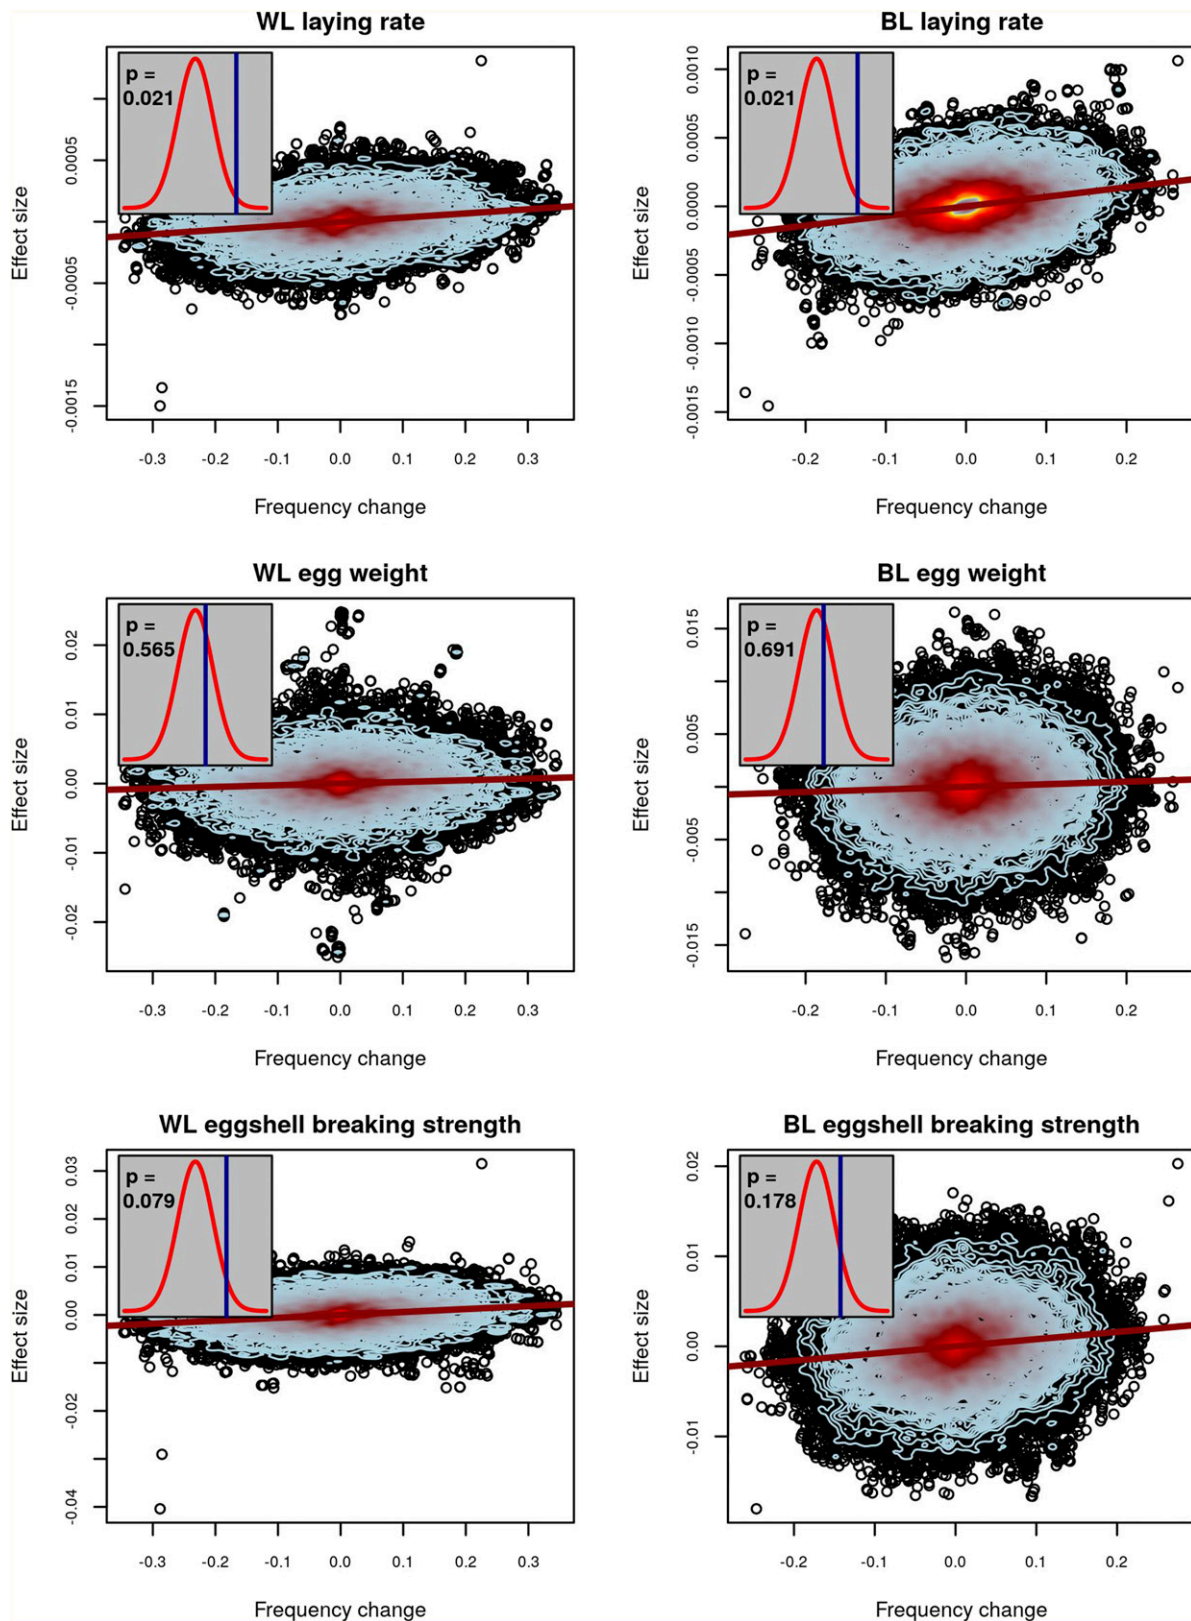 WL laying rate
p =
0.021
Effect size
0.0005
-0.0005
-0.0015
-0.3 -0.2 -0.1 0.0 0.1 0.2 0.3
Frequency change
BL laying rate
p =
0.021
Effect size
0.0010
0.0005
0.0000
-0.0005
-0.0010
-0.0015
-0.2 -0.1 0.0 0.1 0.2
Frequency change
WL egg weight
p =
0.565
Effect size
0.02
0.01
0.00
-0.01
-0.02
-0.3 -0.2 -0.1 0.0 0.1 0.2 0.3
Frequency change
BL egg weight
p =
0.691
Effect size
0.015
0.005
-0.005
-0.015
-0.2 -0.1 0.0 0.1 0.2
Frequency change
WL eggshell breaking strength
p =
0.079
Effect size
0.03
0.02
0.01
0.00
-0.02
-0.04
-0.3 -0.2 -0.1 0.0 0.1 0.2 0.3
Frequency change
BL eggshell breaking strength
p =
0.178
Effect size
0.02
0.01
0.00
-0.01
-0.2 -0.1 0.0 0.1 0.2
Frequency change